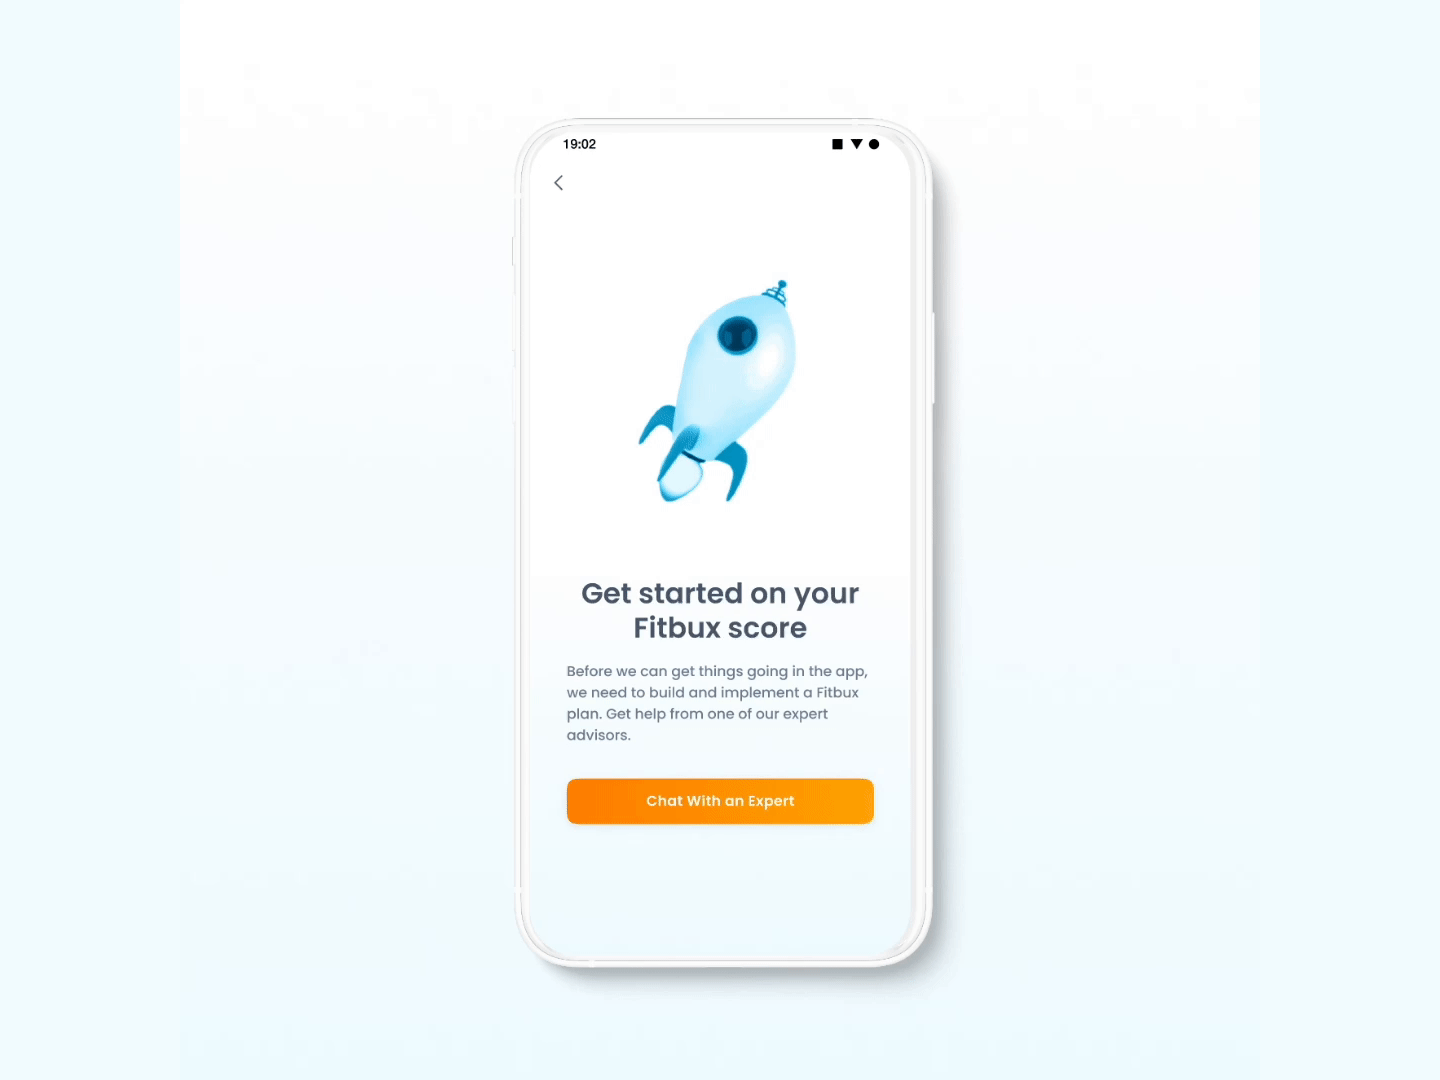 19:02
Get started on your
Fitbux score
Before we can get things going in the app,
we need to build and implement a Fitbux
plan. Get help from one of our expert
advisors.
Chat With an Expert